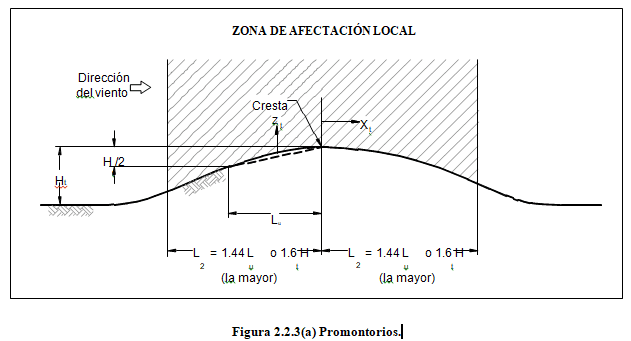 ZONA DE AFECTACIÓN LOCAL
Dirección
del viento
Cresta
z t
X t
H /2
H t
L u
L 2 = 1.44 L u o 1.6 H t
(la mayor)
L 2 = 1.44 L u o 1.6 H t
(la mayor)
Figura 2.2.3(a) Promontorios.